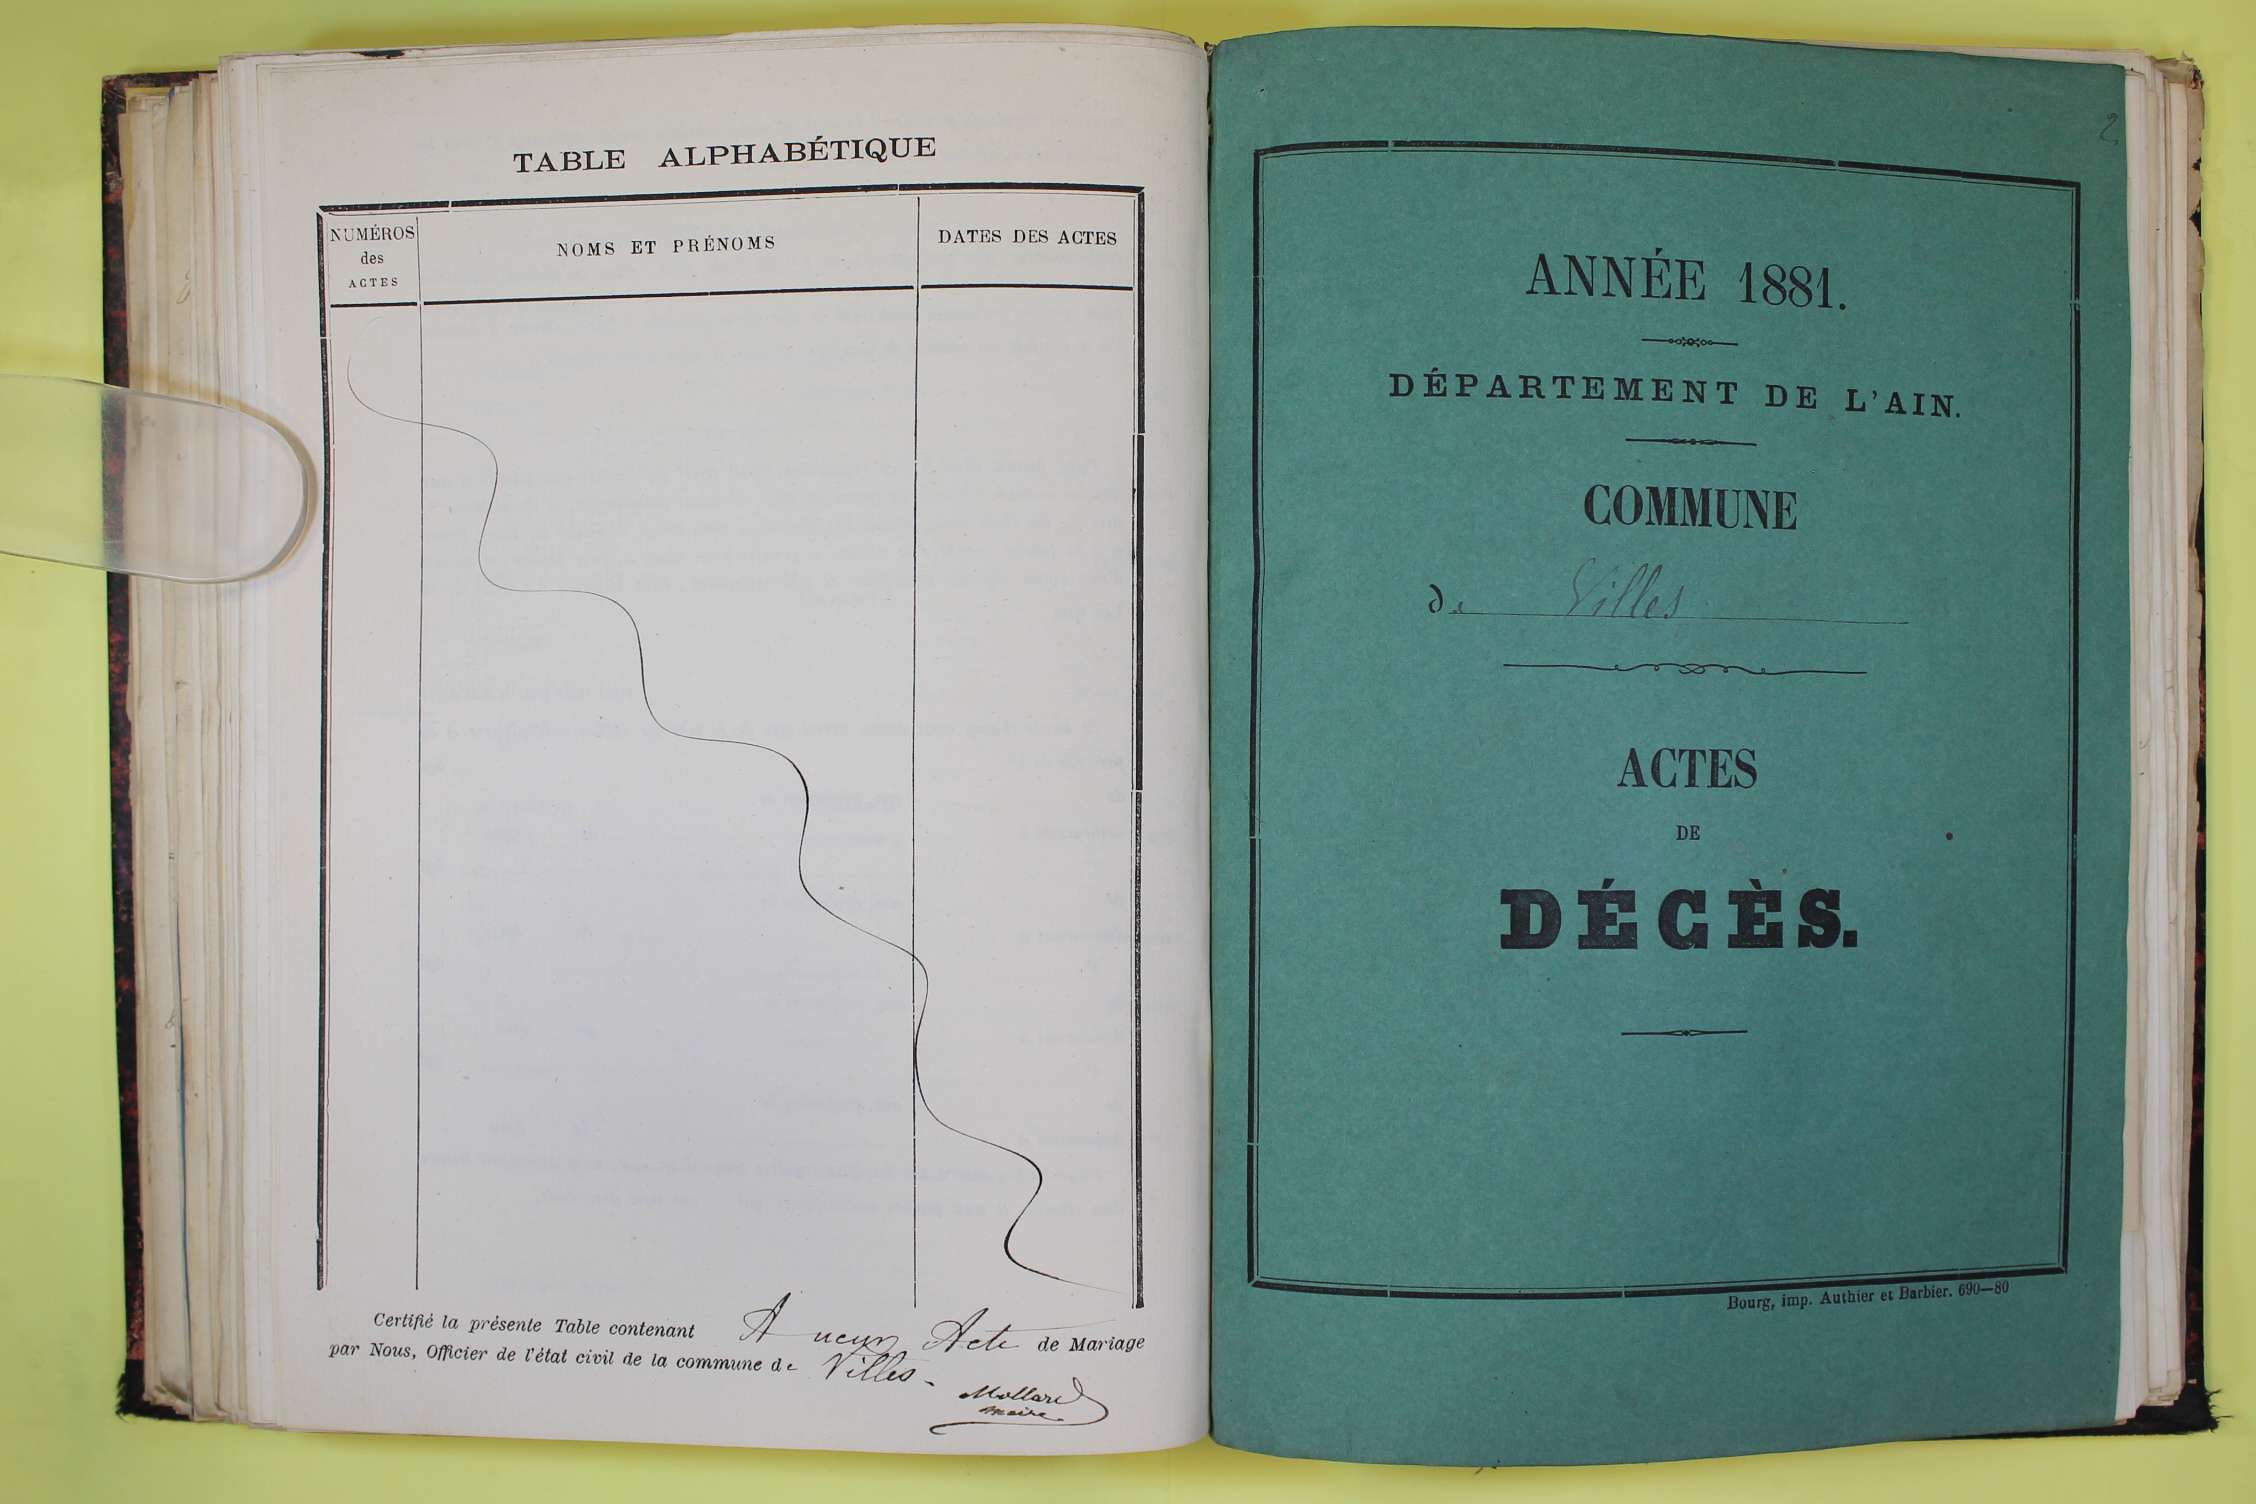 TABLE ALPHABÉTIQUE
NUMÉROS
des
ACTES
NOMS ET PRÉNOMS
DATES DES ACTES
Certifié la présente Table contenant Aucun Acte de Mariage
par Nous, Officier de l'état civil de la commune de Villes.
Mollard
maire
2
ANNÉE 1881.
DÉPARTEMENT DE L'AIN.
COMMUNE
de Villes
ACTES
DE
DÉCÈS.
Bourg, imp. Authier et Barbier. 690—80